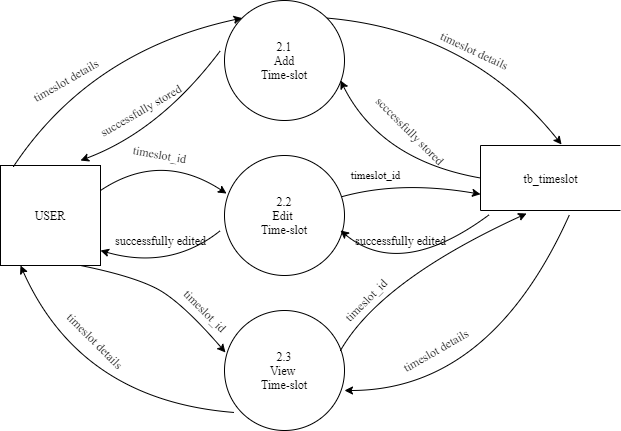 2.1
Add
Time-slot
timeslot details
timeslot details
successfully stored
scccessfully stored
timeslot_id
timeslot_id
tb_timeslot
USER
2.2
Edit
Time-slot
successfully edited
successfully edited
timeslot_id
timeslot_id
timeslot details
timeslot details
2.3
View
Time-slot